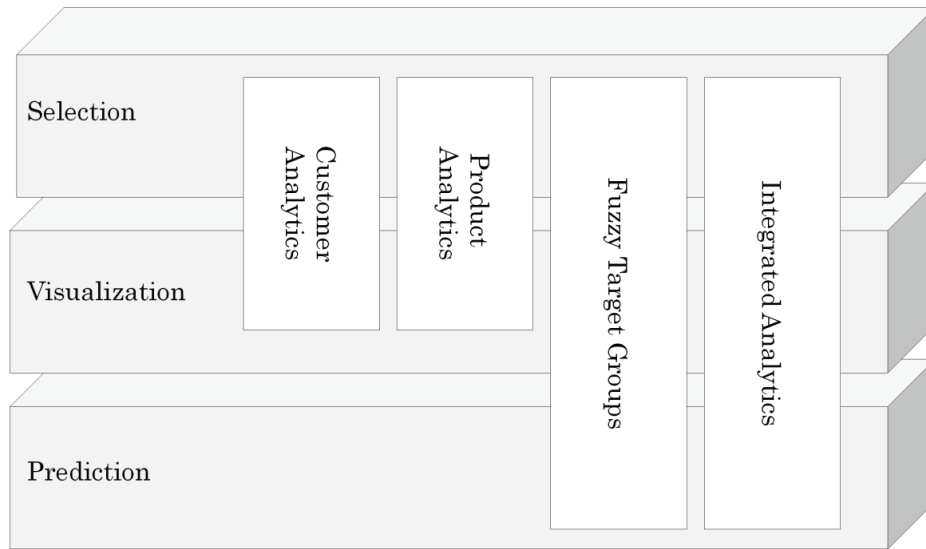 Selection
Customer
Analytics
Product
Analytics
Fuzzy Target Groups
Integrated Analytics
Visualization
Prediction